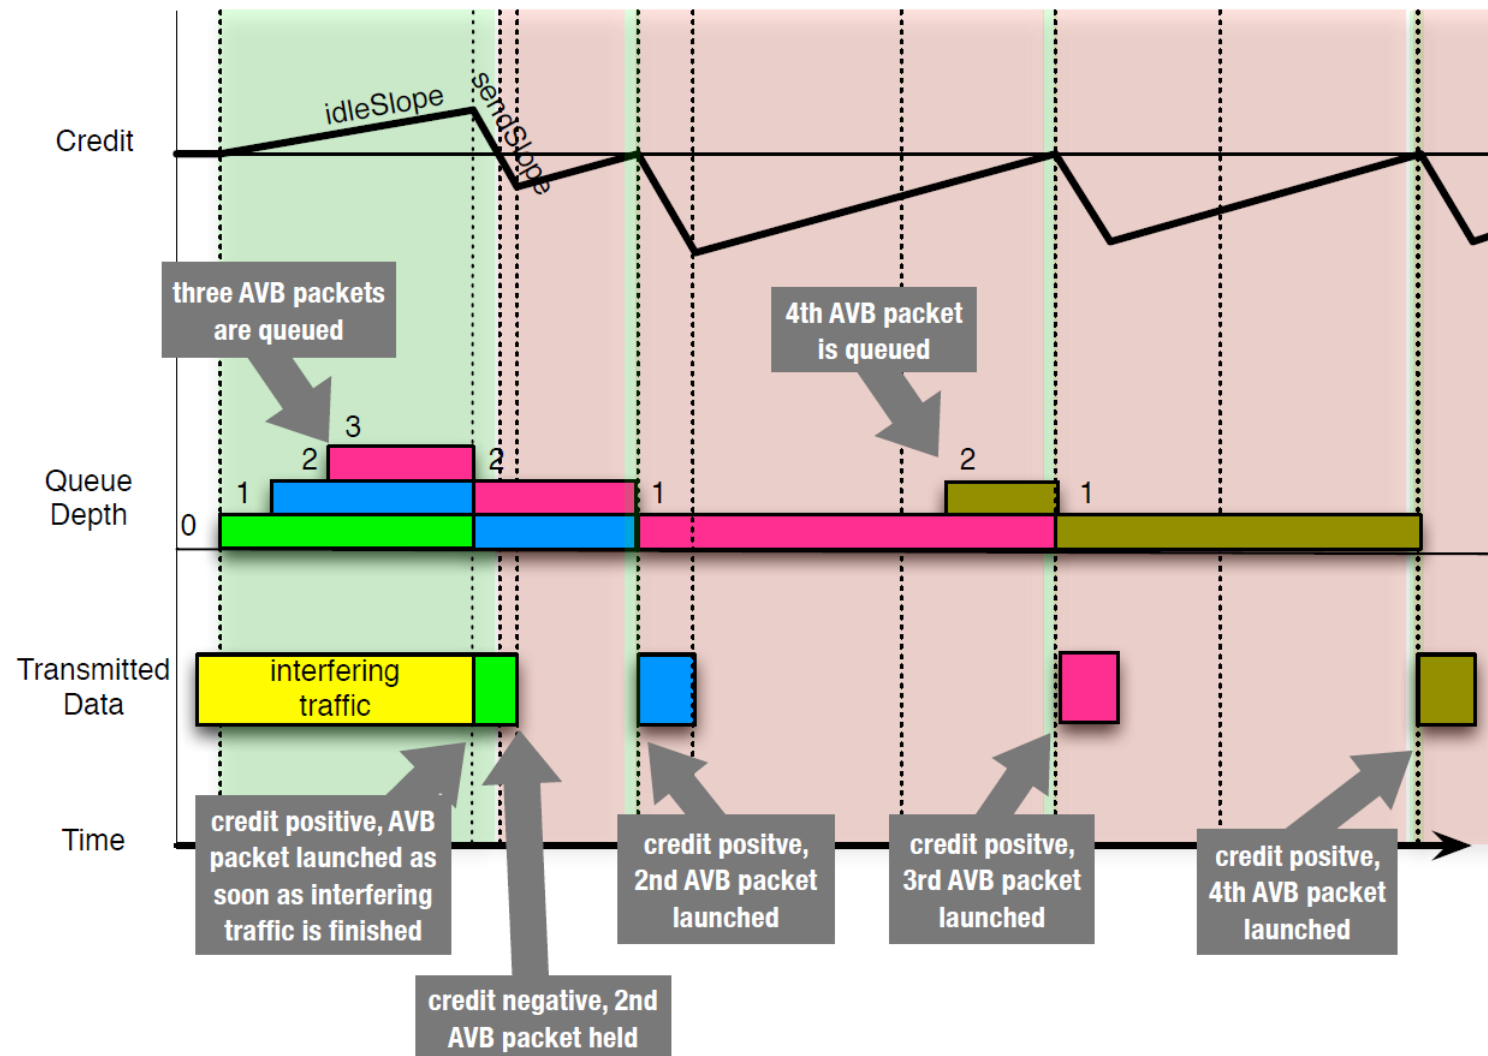 idleSlope
sendSlope
Credit
three AVB packets
are queued
4th AVB packet
is queued
3
2
2
2
1
1
1
0
Queue
Depth
Transmitted
Data
interfering
traffic
Time
credit positive, AVB
packet launched as
soon as interfering
traffic is finished
credit negative, 2nd
AVB packet held
credit positve,
2nd AVB packet
launched
credit positve,
3rd AVB packet
launched
credit positve,
4th AVB packet
launched